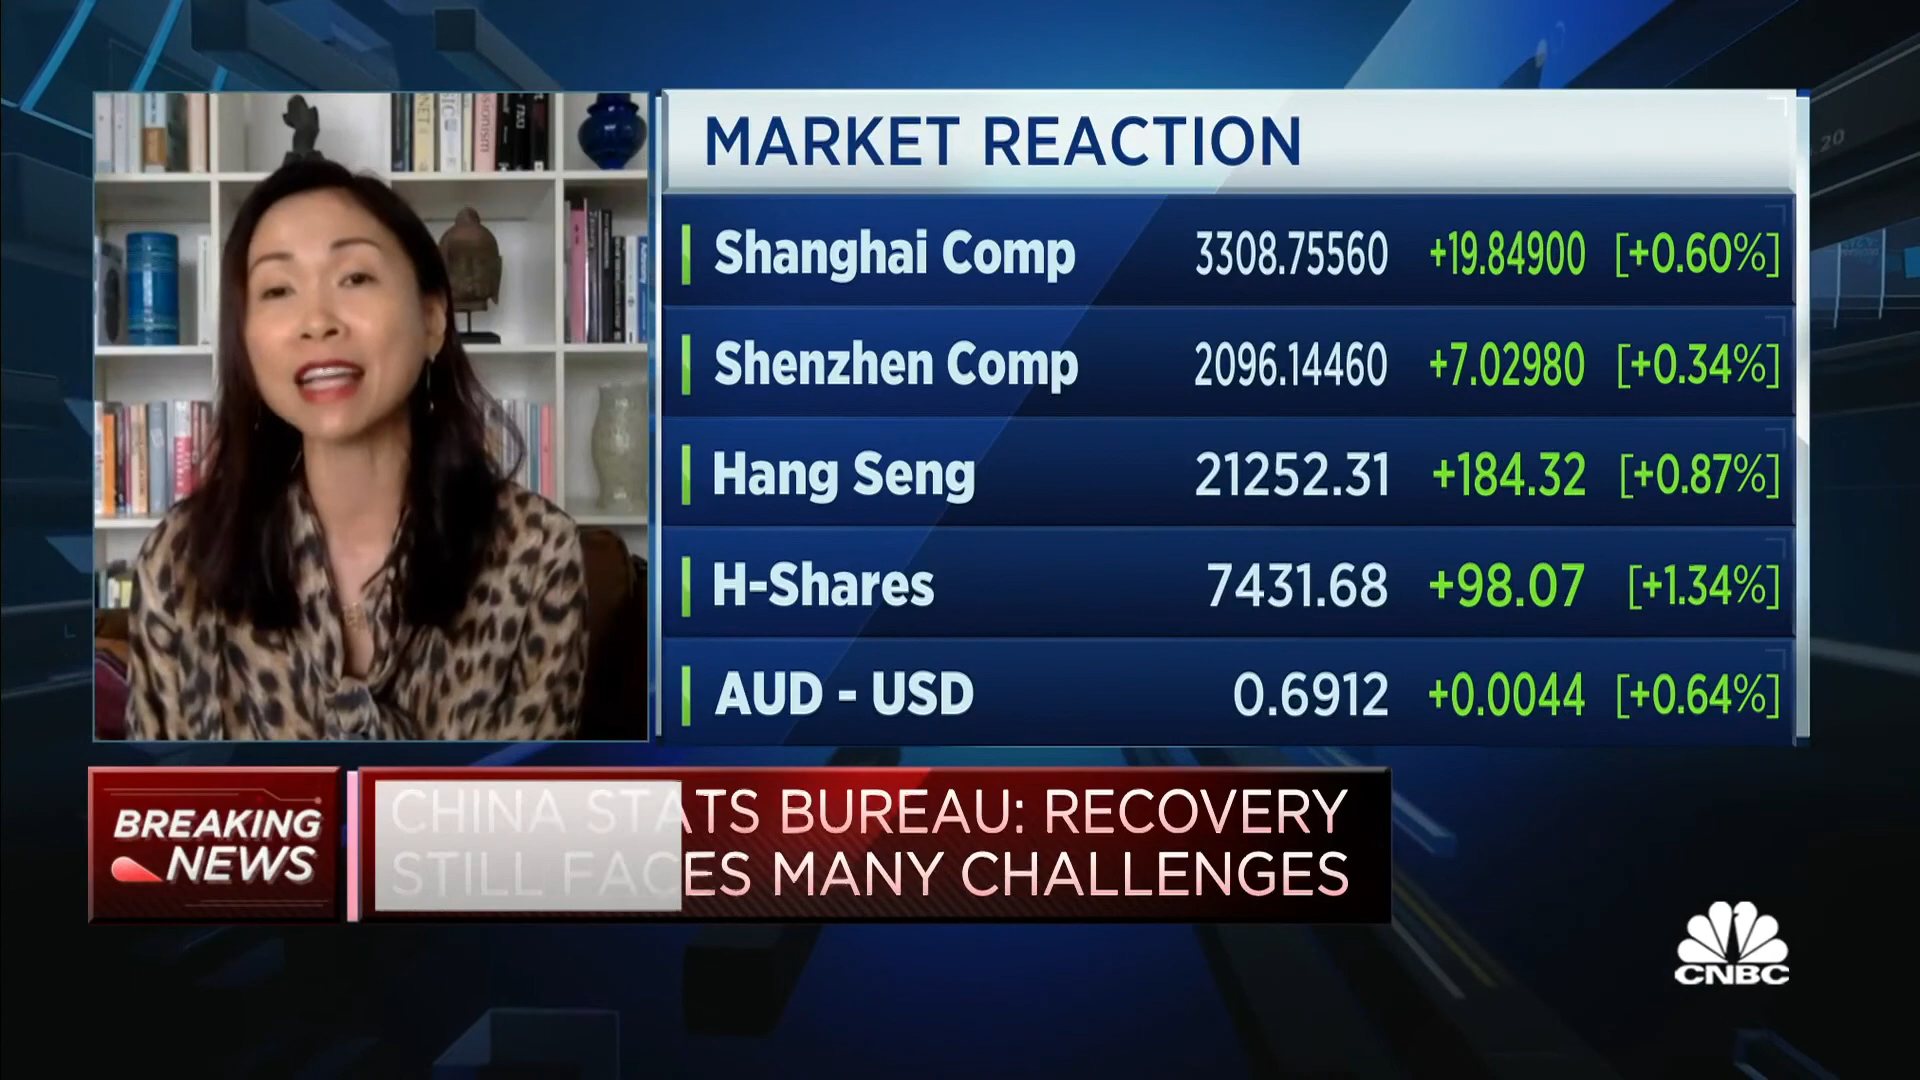 MARKET REACTION
Shanghai Comp 3308.75560 +19.84900 [+0.60%]
Shenzhen Comp 2096.14460 +7.02980 [+0.34%]
Hang Seng 21252.31 +184.32 [+0.87%]
H-Shares 7431.68 +98.07 [+1.34%]
AUD - USD 0.6912 +0.0044 [+0.64%]
BREAKING
NEWS
CHINA STATS BUREAU: RECOVERY
STILL FACES MANY CHALLENGES
CNBC
20